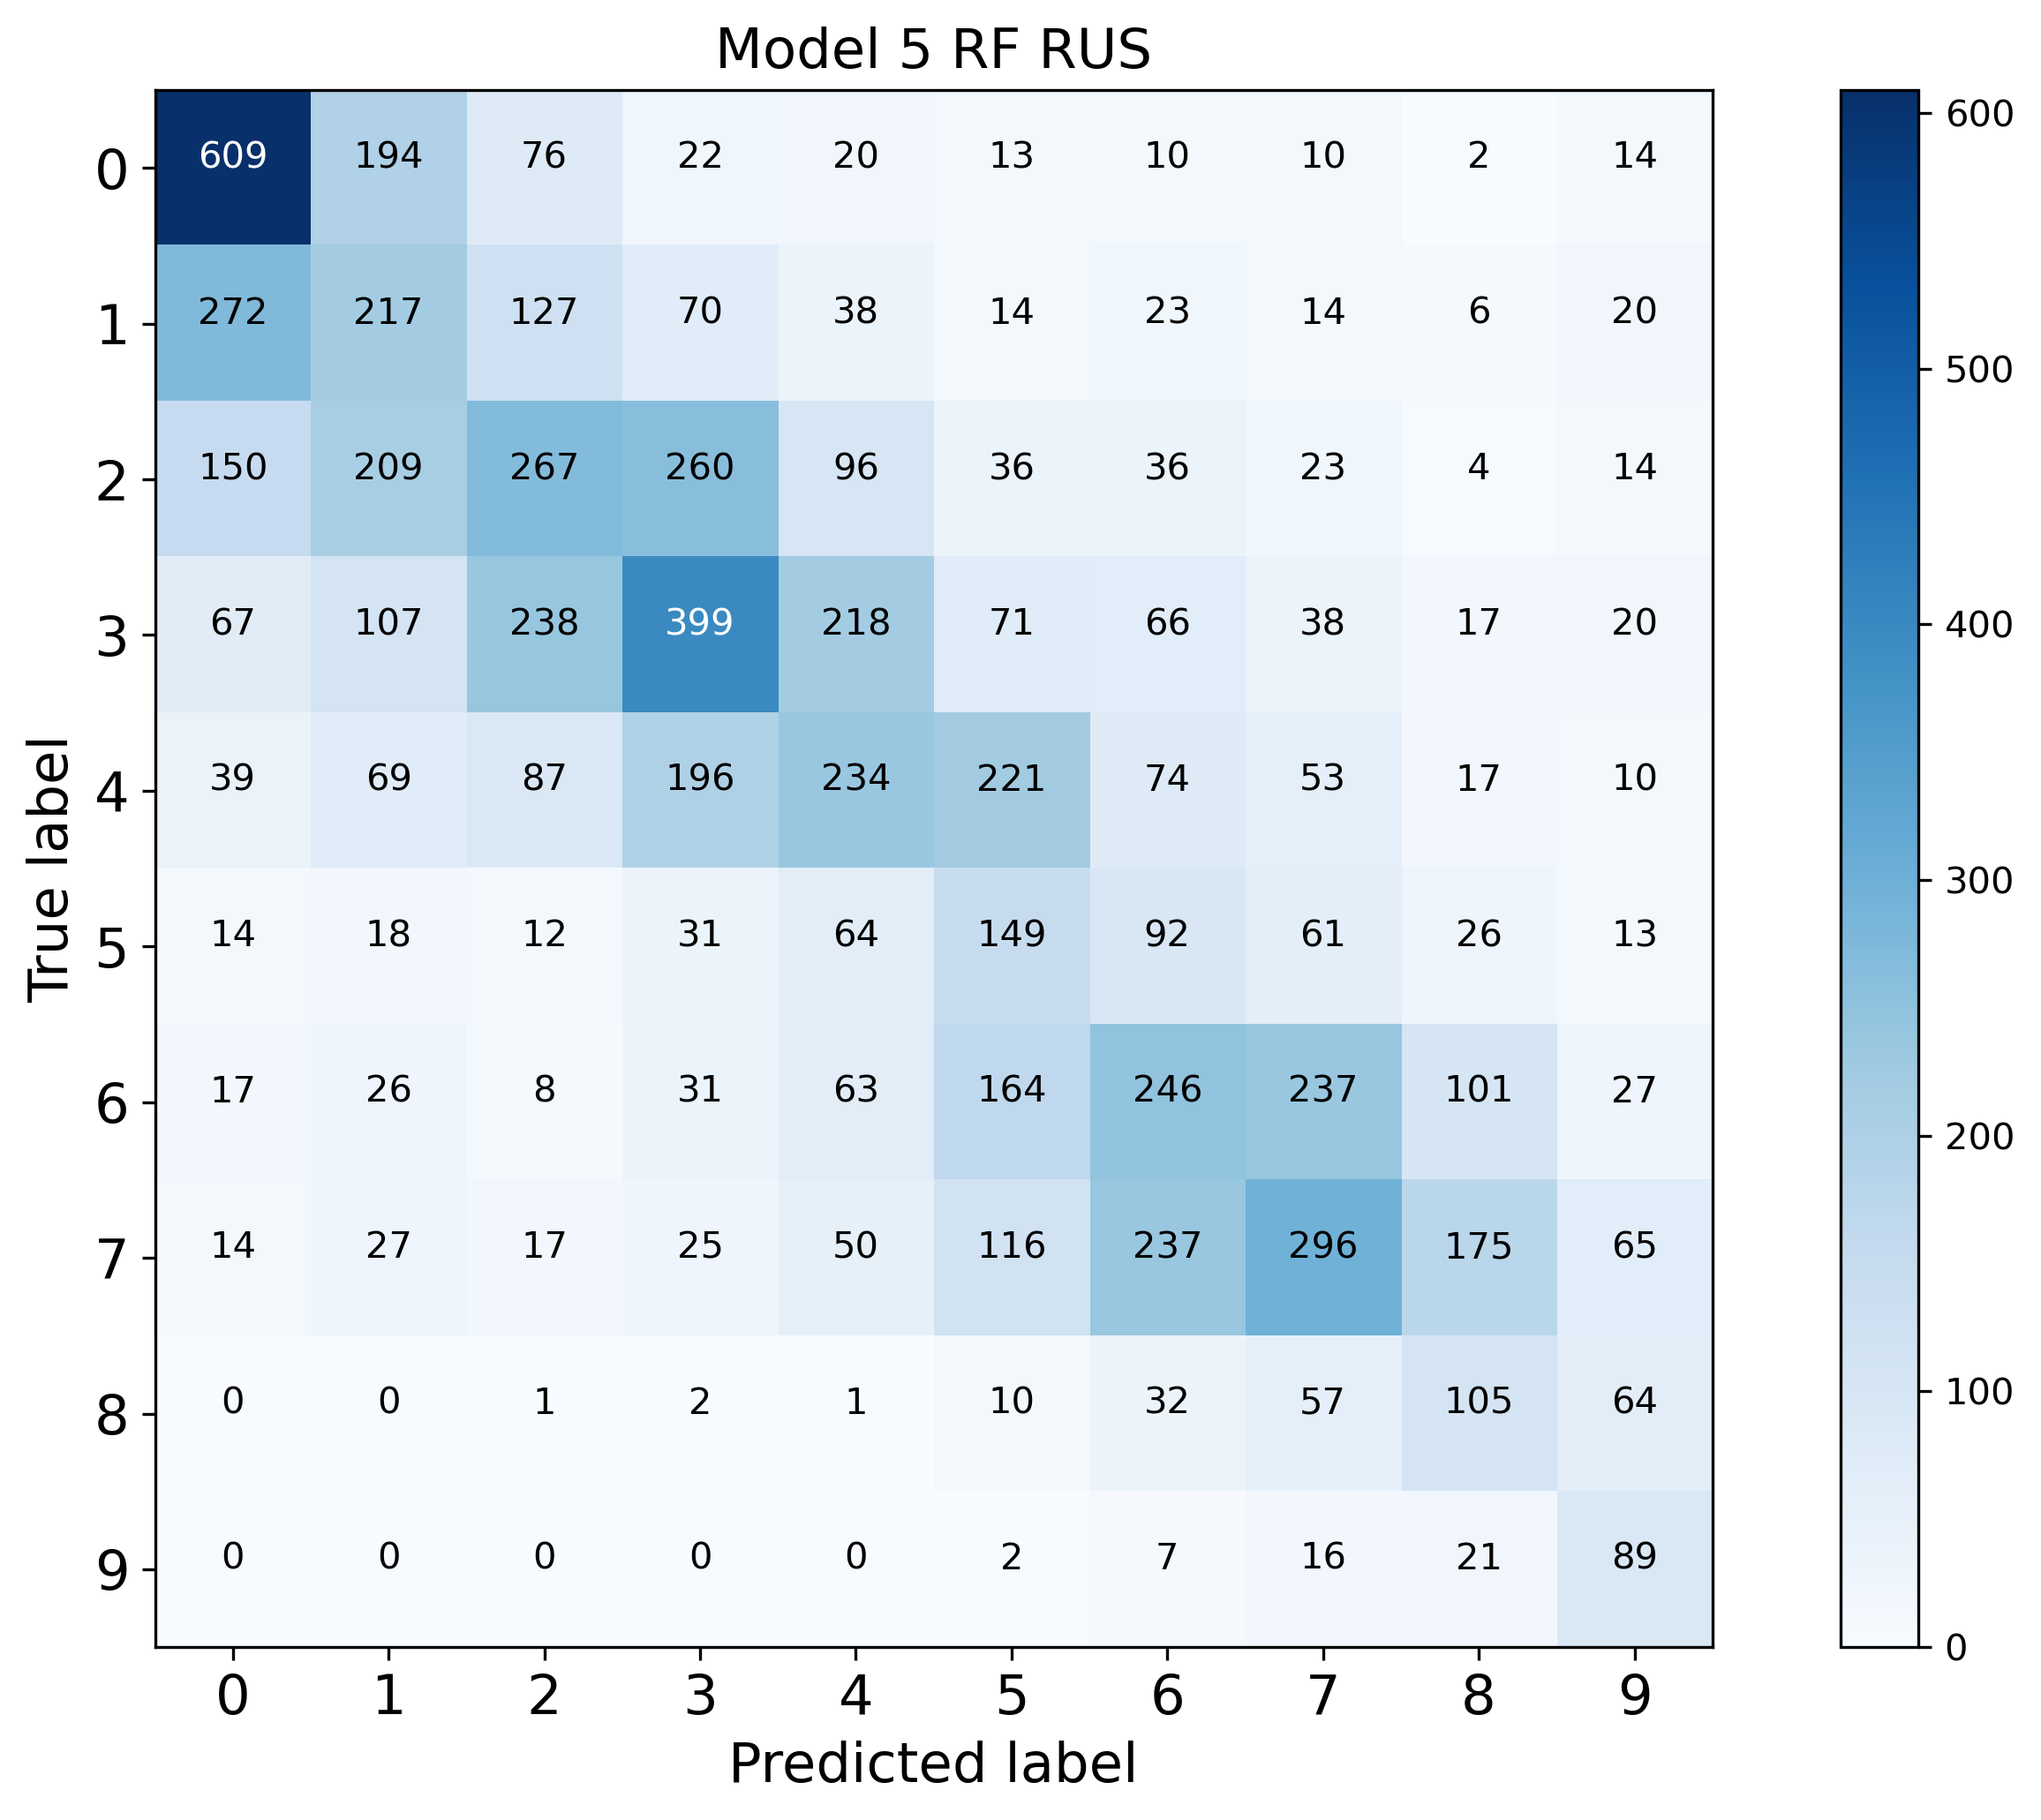 Model 5 RF RUS
0 609 194 76 22 20 13 10 10 2 14
1 272 217 127 70 38 14 23 14 6 20
2 150 209 267 260 96 36 36 23 4 14
3 67 107 238 399 218 71 66 38 17 20
4 39 69 87 196 234 221 74 53 17 10
5 14 18 12 31 64 149 92 61 26 13
6 17 26 8 31 63 164 246 237 101 27
7 14 27 17 25 50 116 237 296 175 65
8 0 0 1 2 1 10 32 57 105 64
9 0 0 0 0 0 2 7 16 21 89
0 1 2 3 4 5 6 7 8 9
Predicted label
True label
600
500
400
300
200
100
0